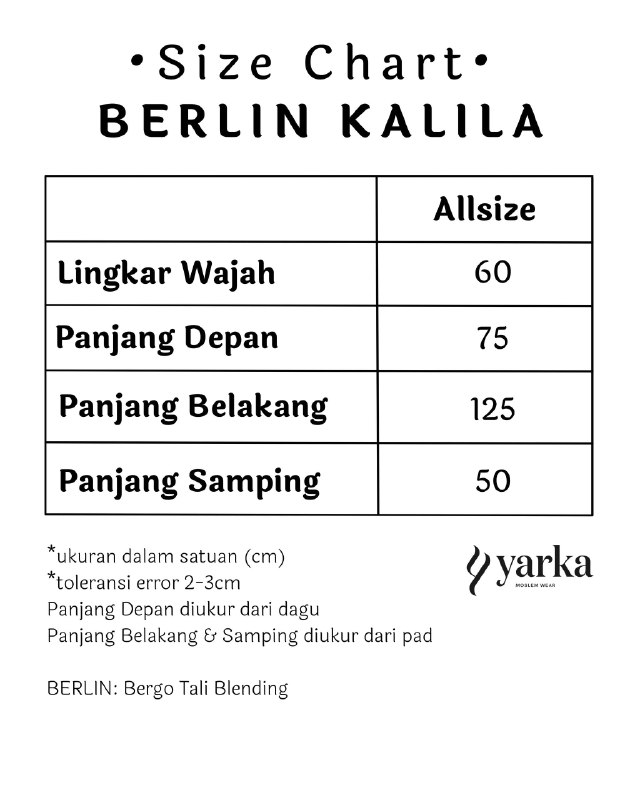 •Size Chart•
BERLIN KALILA
Allsize
Lingkar Wajah 60
Panjang Depan 75
Panjang Belakang 125
Panjang Samping 50
*ukuran dalam satuan (cm)
*toleransi error 2-3cm
Panjang Depan diukur dari dagu
Panjang Belakang & Samping diukur dari pad
BERLIN: Bergo Tali Blending
yarka
MOSLEM WEAR